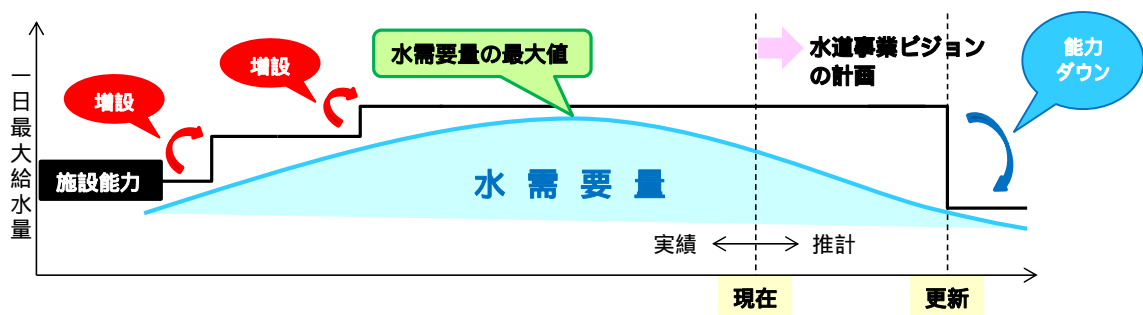 水需要量の最大値
水道事業ビジョン
の計画
能力
ダウン
増設
増設
一日最大給水量
施設能力
水需要量
実績
推計
現在
更新